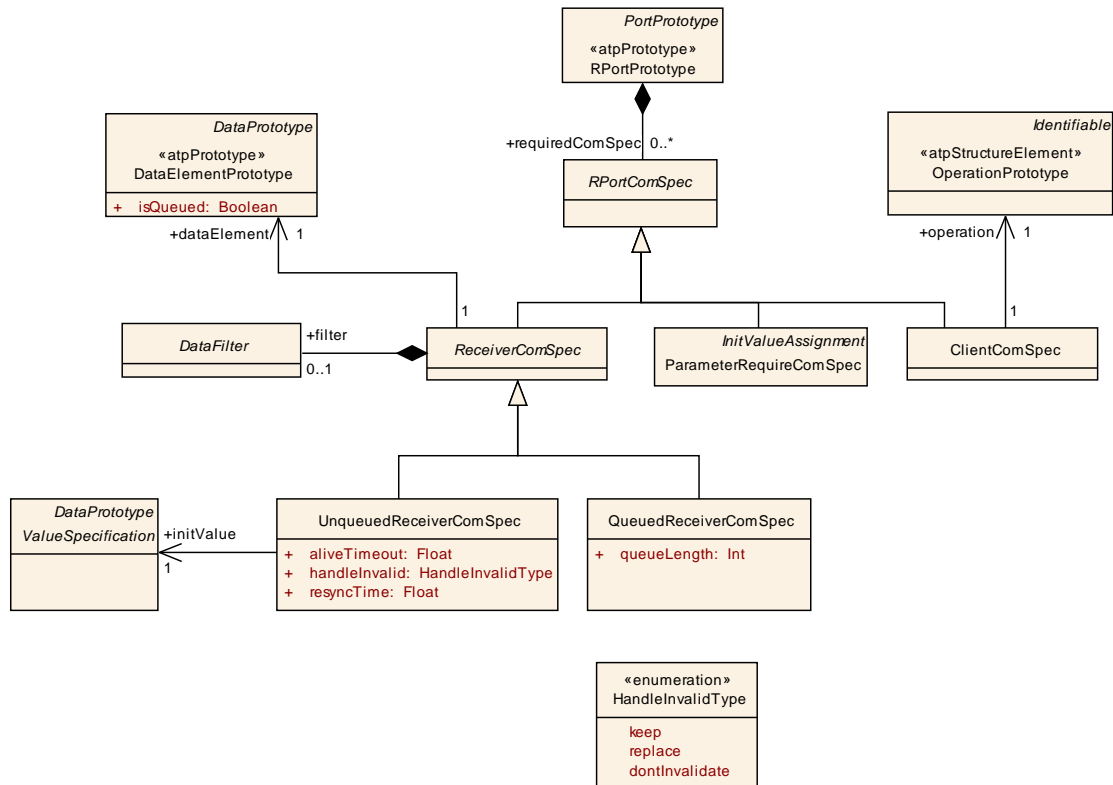 PortPrototype
«atpPrototype»
RPortPrototype
+requiredComSpec 0..*
DataPrototype
«atpPrototype»
DataElementPrototype
+ isQueued: Boolean
+dataElement 1
1
RPortComSpec
Identifiable
«atpStructureElement»
OperationPrototype
+operation 1
1
DataFilter
+filter
0..1
ReceiverComSpec
InitValueAssignment
ParameterRequireComSpec
ClientComSpec
DataPrototype
ValueSpecification
+initValue
1
UnqueuedReceiverComSpec
+ aliveTimeout: Float
+ handleInvalid: HandleInvalidType
+ resyncTime: Float
QueuedReceiverComSpec
+ queueLength: Int
«enumeration»
HandleInvalidType
keep
replace
dontInvalidate